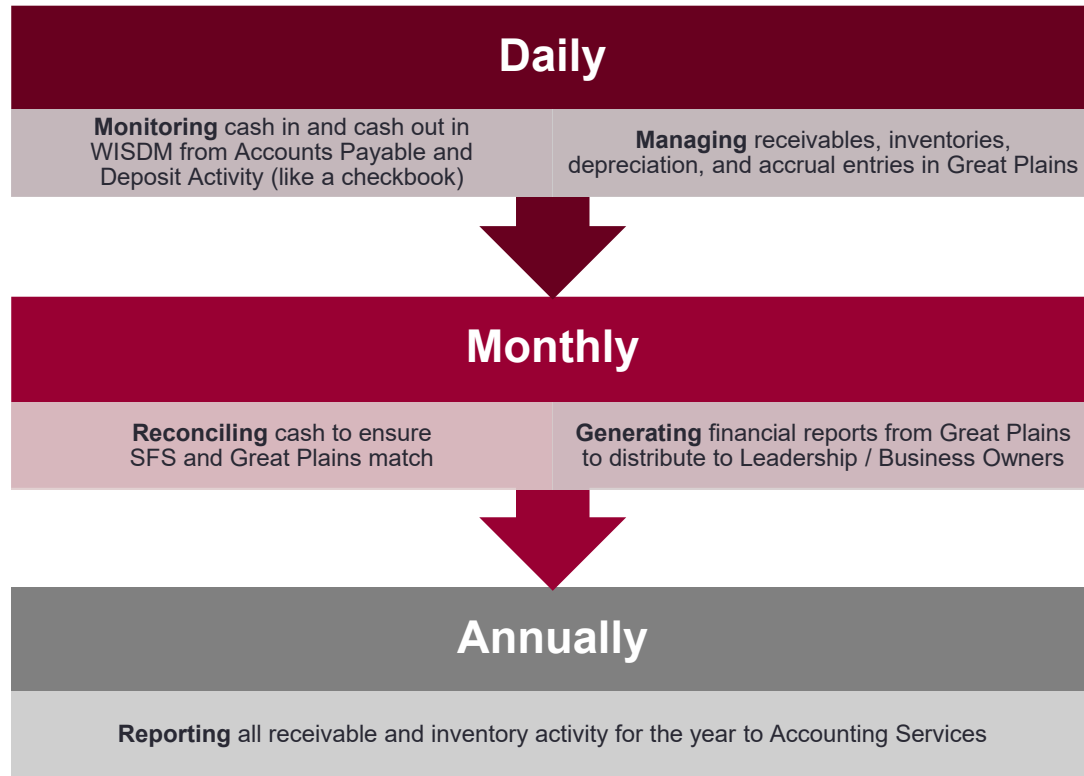 Daily
Monitoring cash in and cash out in
WISDM from Accounts Payable and
Deposit Activity (like a checkbook)
Managing receivables, inventories,
depreciation, and accrual entries in Great Plains
Monthly
Reconciling cash to ensure
SFS and Great Plains match
Generating financial reports from Great Plains
to distribute to Leadership / Business Owners
Annually
Reporting all receivable and inventory activity for the year to Accounting Services